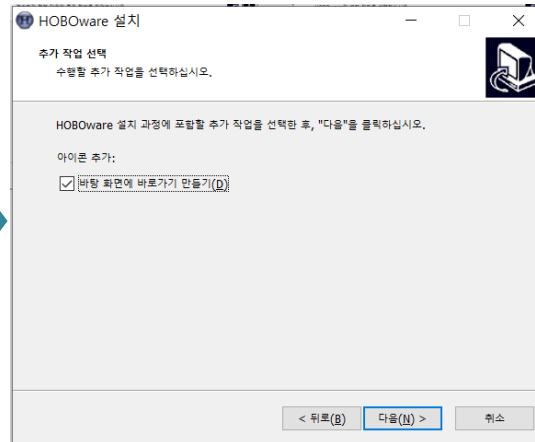 HOBOware 설치
추가 작업 선택
수행할 추가 작업을 선택하십시오.
HOBOware 설치 과정에 포함할 추가 작업을 선택한 후, "다음"을 클릭하십시오.
아이콘 추가:
바탕 화면에 바로가기 만들기(D)
< 뒤로(B)
다음(N) >
취소